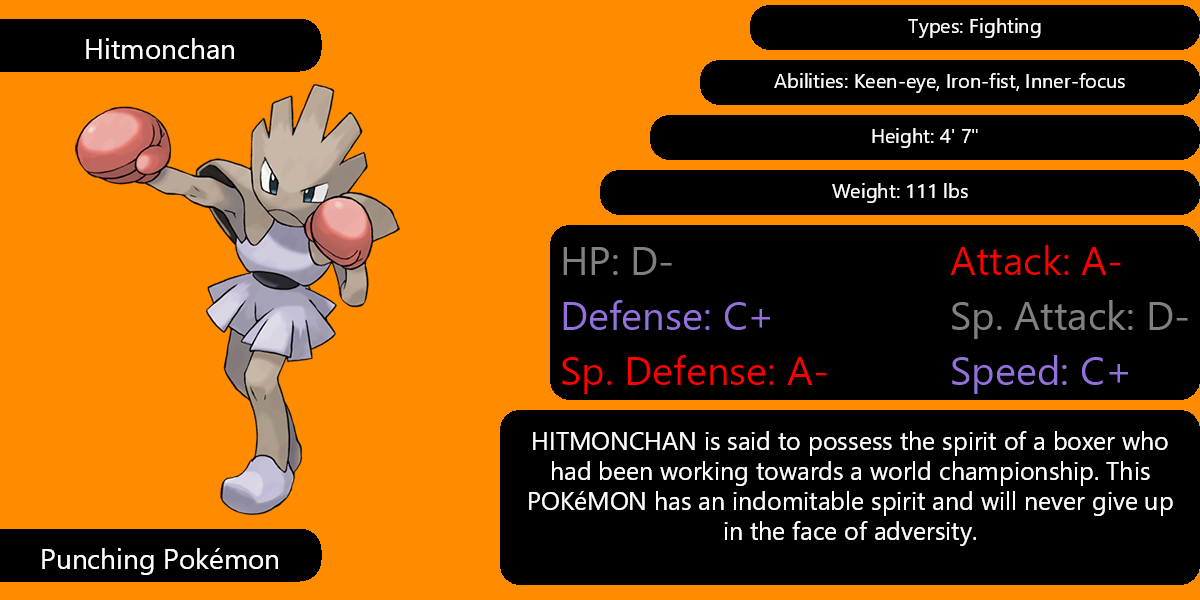 Hitmonchan
Types: Fighting
Abilities: Keen-eye, Iron-fist, Inner-focus
Height: 4' 7"
Weight: 111 lbs
HP: D-
Attack: A-
Defense: C+
Sp. Attack: D-
Sp. Defense: A-
Speed: C+
HITMONCHAN is said to possess the spirit of a boxer who
had been working towards a world championship. This
POKéMON has an indomitable spirit and will never give up
in the face of adversity.
Punching Pokémon